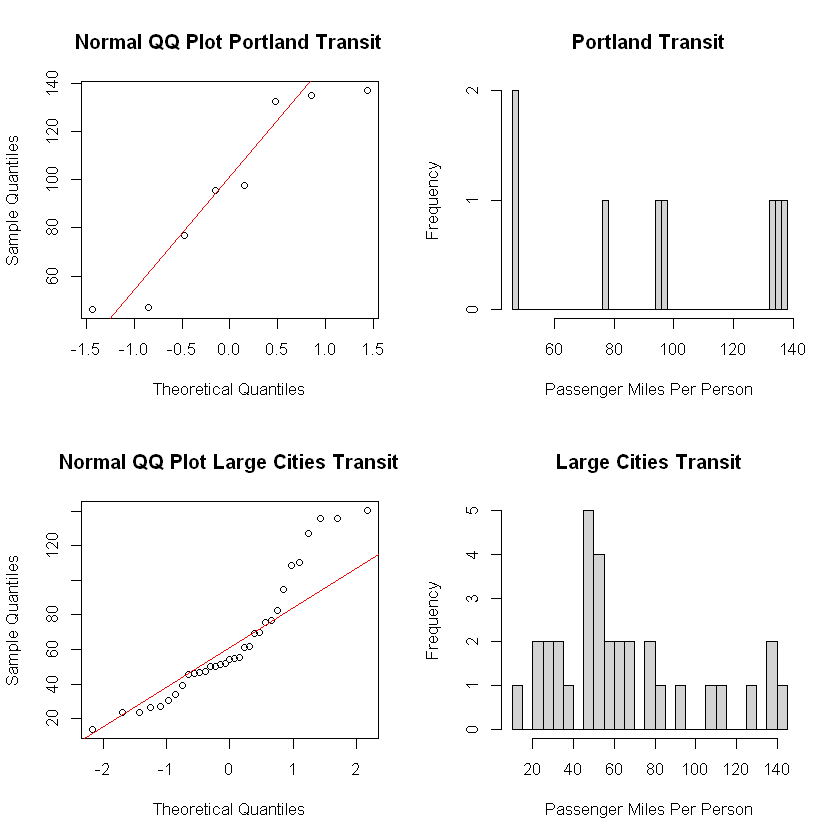 Normal QQ Plot Portland Transit
Sample Quantiles
140
120
100
80
60
-1.5 -1.0 -0.5 0.0 0.5 1.0 1.5
Theoretical Quantiles
Portland Transit
Frequency
2
1
0
60 80 100 120 140
Passenger Miles Per Person
Normal QQ Plot Large Cities Transit
Sample Quantiles
120
80
60
40
20
-2 -1 0 1 2
Theoretical Quantiles
Large Cities Transit
Frequency
5
4
3
2
1
0
20 40 60 80 100 120 140
Passenger Miles Per Person